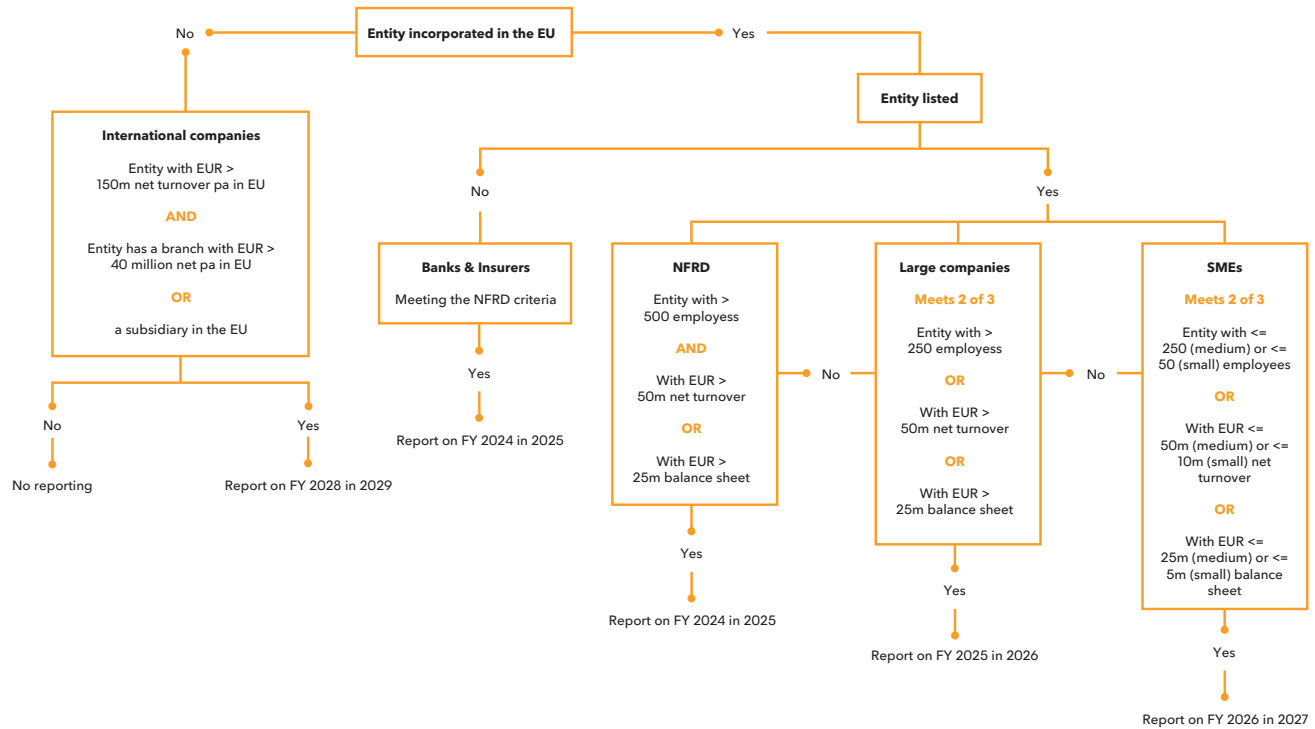 Entity incorporated in the EU
No
Yes
Entity listed
International companies
Entity with EUR >
150m net turnover pa in EU
AND
Entity has a branch with EUR >
40 million net pa in EU
OR
a subsidiary in the EU
No
Yes
No reporting
Report on FY 2028 in 2029
No
Yes
Banks & Insurers
Meeting the NFRD criteria
Yes
Report on FY 2024 in 2025
NFRD
Entity with >
500 employess
AND
With EUR >
50m net turnover
OR
With EUR >
25m balance sheet
Yes
Report on FY 2024 in 2025
No
Large companies
Meets 2 of 3
Entity with >
250 employess
OR
With EUR >
50m net turnover
OR
With EUR >
25m balance sheet
Yes
Report on FY 2025 in 2026
No
SMEs
Meets 2 of 3
Entity with <=
250 (medium) or <=
50 (small) employees
OR
With EUR <=
50m (medium) or <=
10m (small) net
turnover
OR
With EUR <=
25m (medium) or <=
5m (small) balance
sheet
Yes
Report on FY 2026 in 2027